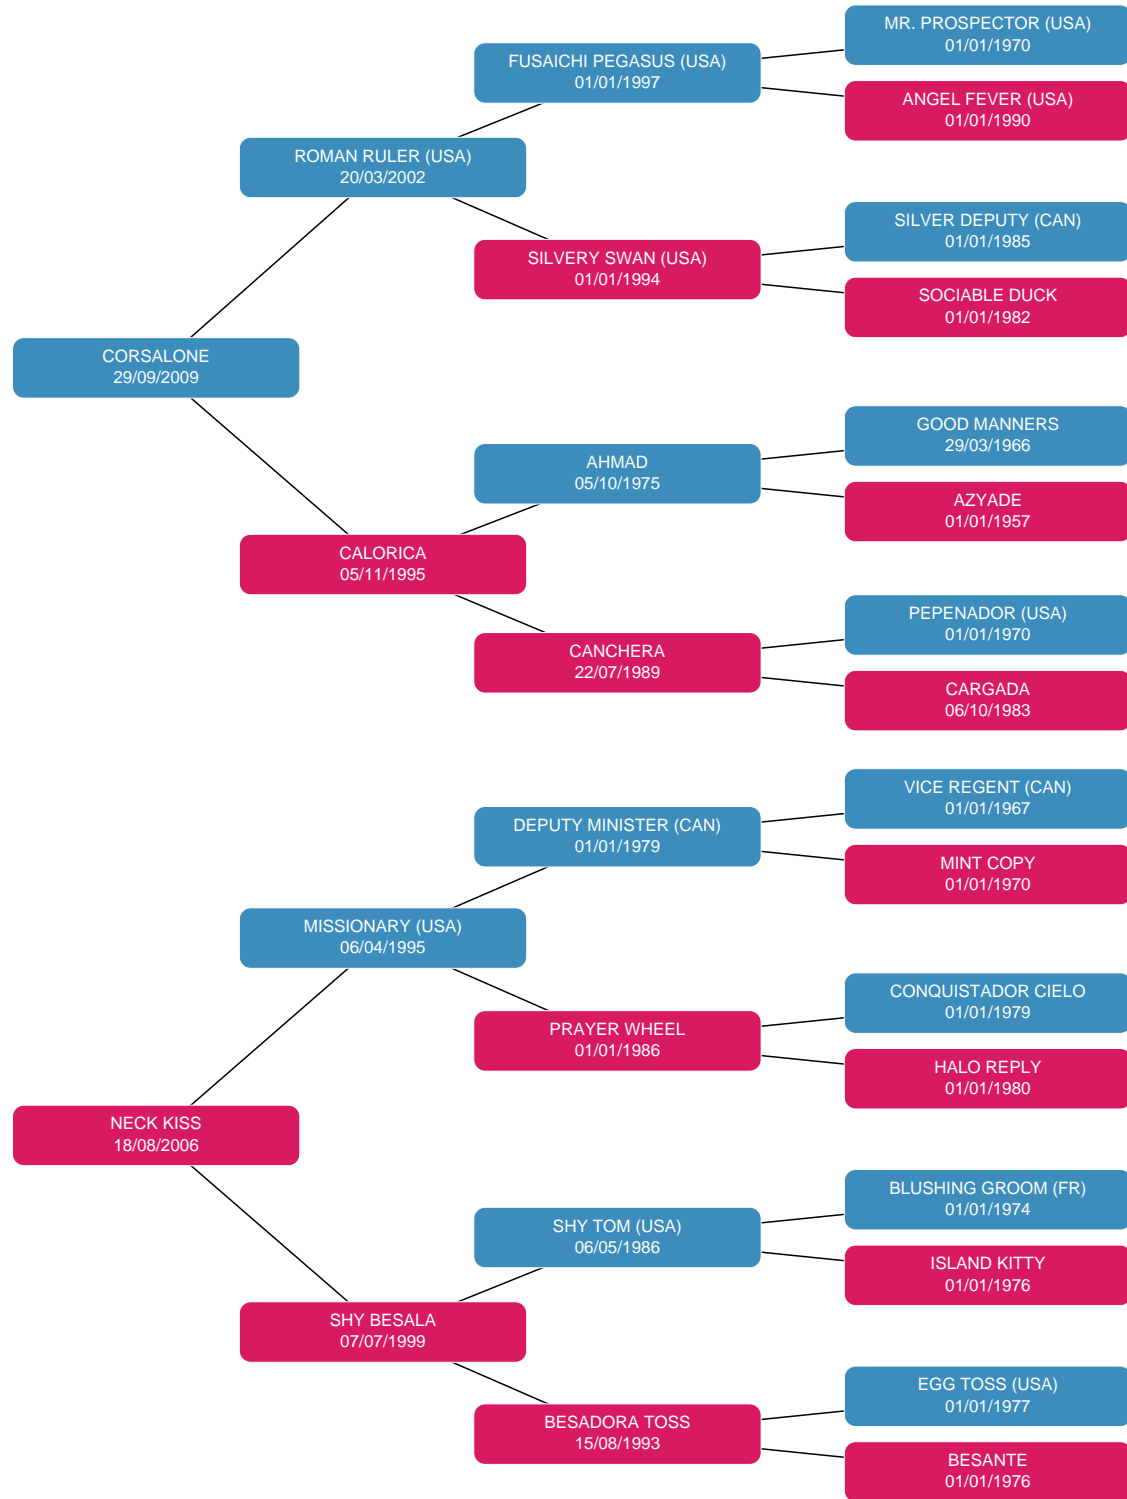 MR. PROSPECTOR (USA)
01/01/1970
FUSAICHI PEGASUS (USA)
01/01/1997
ANGEL FEVER (USA)
01/01/1990
ROMAN RULER (USA)
20/03/2002
SILVER DEPUTY (CAN)
01/01/1985
SILVERY SWAN (USA)
01/01/1994
SOCIABLE DUCK
01/01/1982
CORSALONE
29/09/2009
GOOD MANNERS
29/03/1966
AHMAD
05/10/1975
AZYADE
01/01/1957
CALORICA
05/11/1995
PEPENADOR (USA)
01/01/1970
CANCHERA
22/07/1989
CARGADA
06/10/1983
VICE REGENT (CAN)
01/01/1967
DEPUTY MINISTER (CAN)
01/01/1979
MINT COPY
01/01/1970
MISSIONARY (USA)
06/04/1995
CONQUISTADOR CIELO
01/01/1979
PRAYER WHEEL
01/01/1986
HALO REPLY
01/01/1980
NECK KISS
18/08/2006
BLUSHING GROOM (FR)
01/01/1974
SHY TOM (USA)
06/05/1986
ISLAND KITTY
01/01/1976
SHY BESALA
07/07/1999
EGG TOSS (USA)
01/01/1977
BESADORA TOSS
15/08/1993
BESANTE
01/01/1976